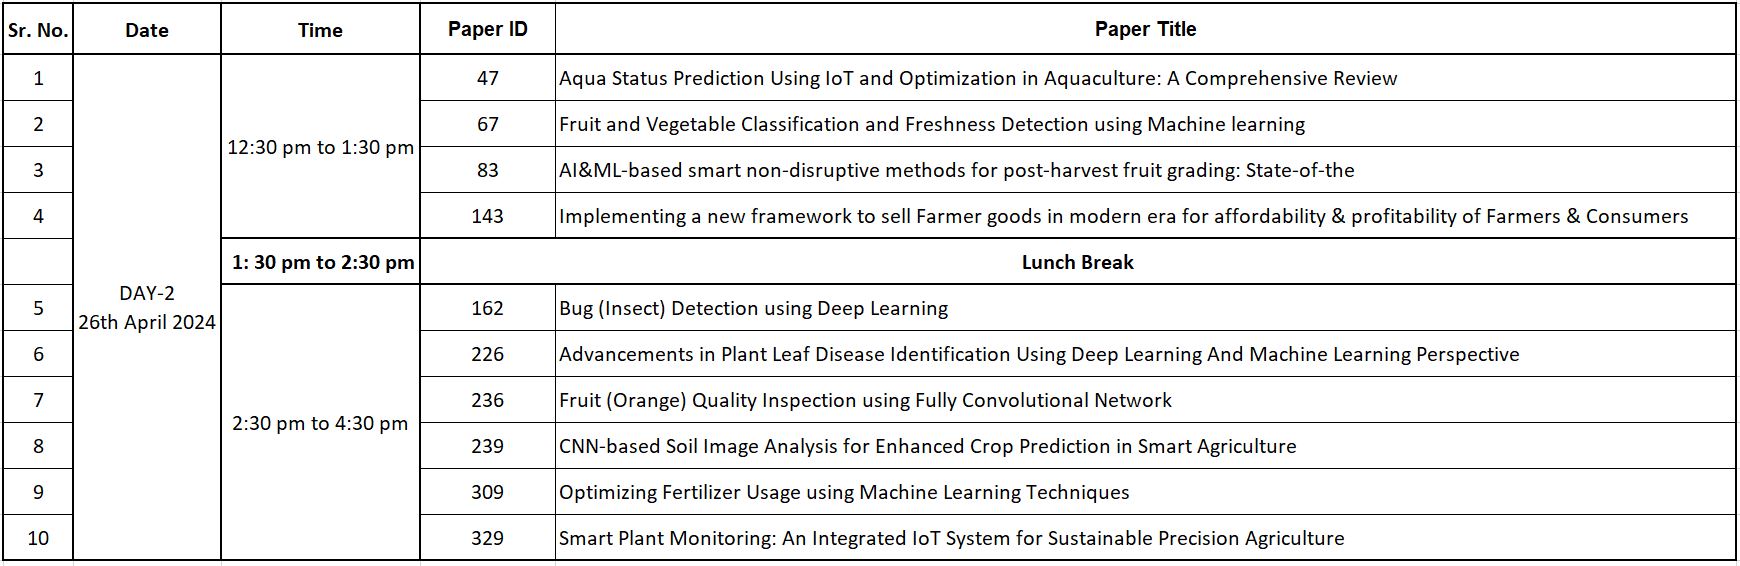 Sr. No. Date Time Paper ID Paper Title
1 47 Aqua Status Prediction Using IoT and Optimization in Aquaculture: A Comprehensive Review
2 67 Fruit and Vegetable Classification and Freshness Detection using Machine learning
12:30 pm to 1:30 pm
3 83 AI&ML-based smart non-disruptive methods for post-harvest fruit grading: State-of-the
4 143 Implementing a new framework to sell Farmer goods in modern era for affordability & profitability of Farmers & Consumers
1: 30 pm to 2:30 pm Lunch Break
DAY-2
26th April 2024
5 162 Bug (Insect) Detection using Deep Learning
6 226 Advancements in Plant Leaf Disease Identification Using Deep Learning And Machine Learning Perspective
7 236 Fruit (Orange) Quality Inspection using Fully Convolutional Network
2:30 pm to 4:30 pm
8 239 CNN-based Soil Image Analysis for Enhanced Crop Prediction in Smart Agriculture
9 309 Optimizing Fertilizer Usage using Machine Learning Techniques
10 329 Smart Plant Monitoring: An Integrated IoT System for Sustainable Precision Agriculture